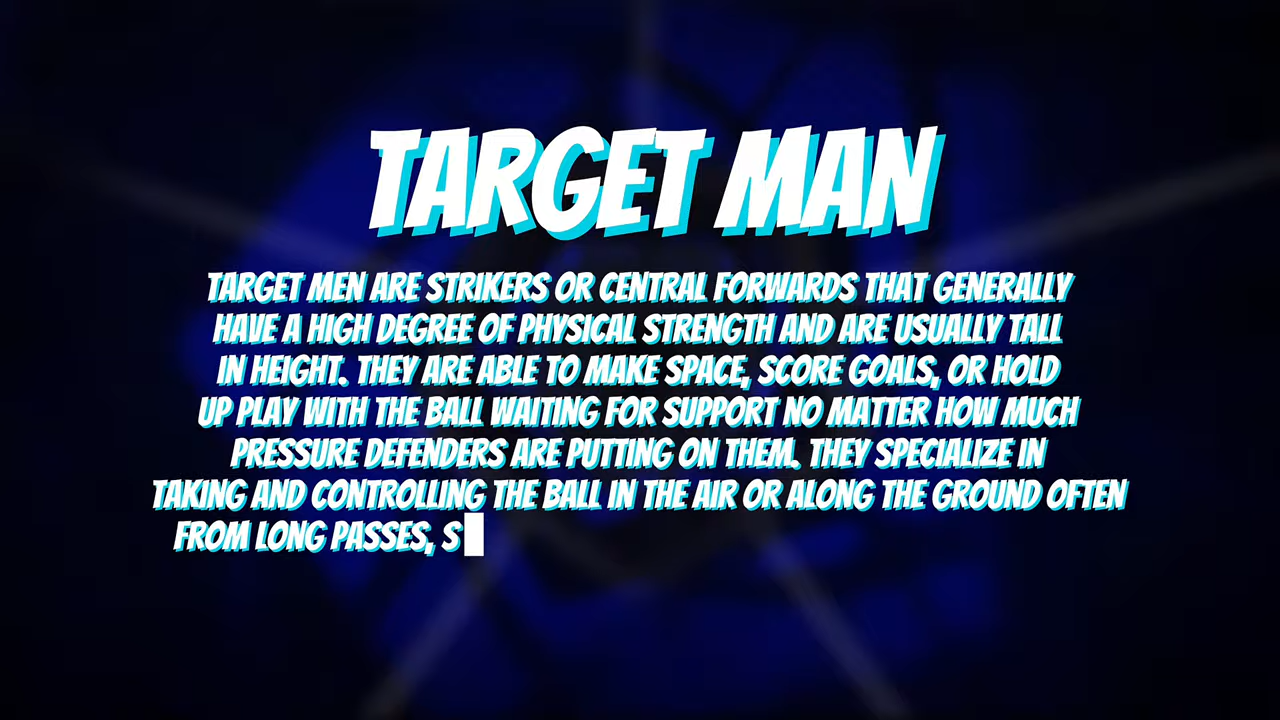 TARGET MAN
TARGET MEN ARE STRIKERS OR CENTRAL FORWARDS THAT GENERALLY
HAVE A HIGH DEGREE OF PHYSICAL STRENGTH AND ARE USUALLY TALL
IN HEIGHT. THEY ARE ABLE TO MAKE SPACE, SCORE GOALS, OR HOLD
UP PLAY WITH THE BALL WAITING FOR SUPPORT NO MATTER HOW MUCH
PRESSURE DEFENDERS ARE PUTTING ON THEM. THEY SPECIALIZE IN
TAKING AND CONTROLLING THE BALL IN THE AIR OR ALONG THE GROUND OFTEN
FROM LONG PASSES, S